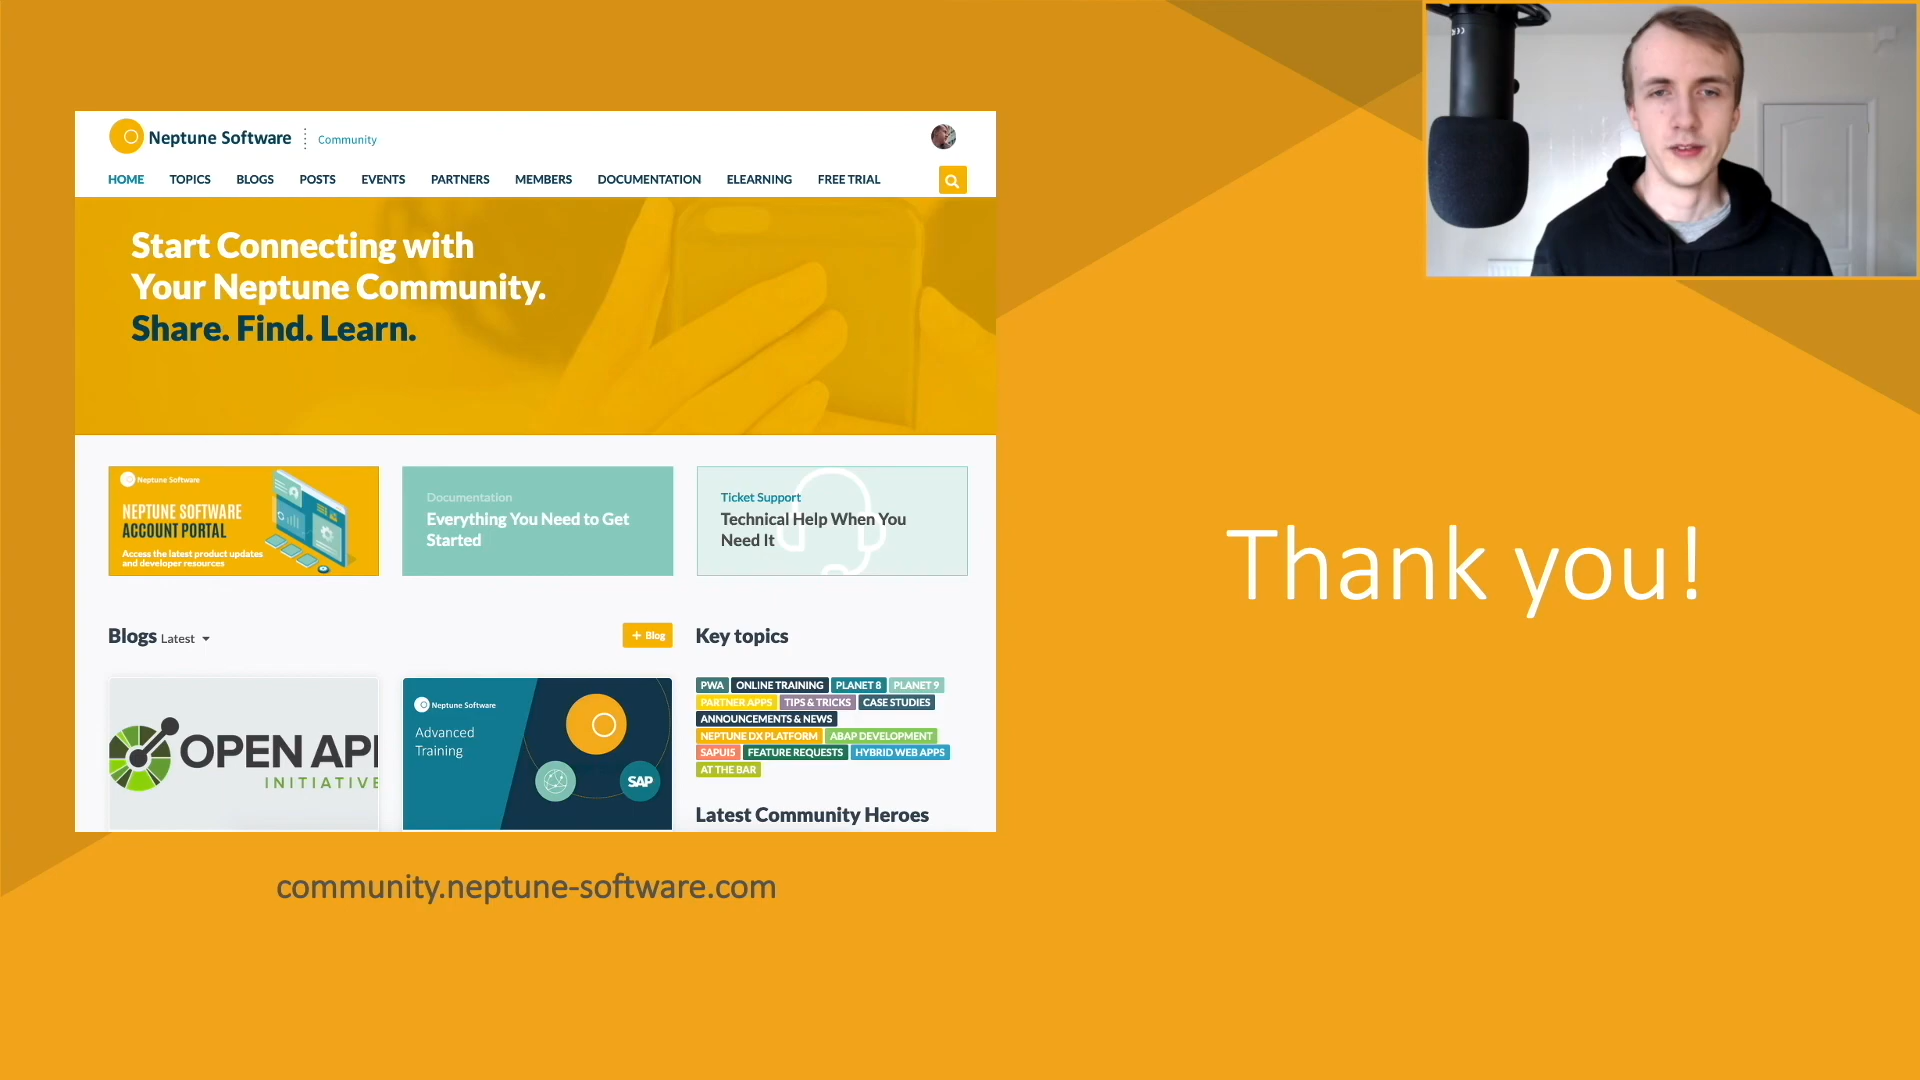 Neptune Software
Community
HOME TOPICS BLOGS POSTS EVENTS PARTNERS MEMBERS DOCUMENTATION ELEARNING FREE TRIAL
Start Connecting with
Your Neptune Community.
Share. Find. Learn.
Neptune Software
NEPTUNE SOFTWARE
ACCOUNT PORTAL
Access the latest product updates
and developer resources
Documentation
Everything You Need to Get
Started
Ticket Support
Technical Help When You
Need It
Blogs Latest
+ Blog
OPEN API
INITIATIVE
Neptune Software
Advanced
Training
SAP
Key topics
PWA ONLINE TRAINING PLANET 8 PLANET 9
PARTNER APPS TIPS & TRICKS CASE STUDIES
ANNOUNCEMENTS & NEWS
NEPTUNE DX PLATFORM ABAP DEVELOPMENT
SAPUI5 FEATURE REQUESTS HYBRID WEB APPS
AT THE BAR
Latest Community Heroes
community.neptune-software.com
Thank you!